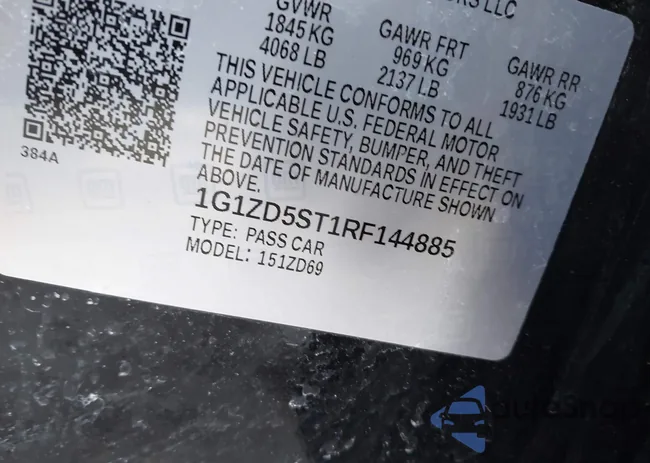 ORS LLC
GVWR
1845 KG
4068 LB
GAWR FRT
969 KG
2137 LB
GAWR RR
876 KG
1931 LB
THIS VEHICLE CONFORMS TO ALL
APPLICABLE U.S. FEDERAL MOTOR
VEHICLE SAFETY, BUMPER, AND THEFT
PREVENTION STANDARDS IN EFFECT ON
THE DATE OF MANUFACTURE SHOWN
ABOVE.
1G1ZD5ST1RF144885
TYPE: PASS CAR
MODEL: 151ZD69
384A